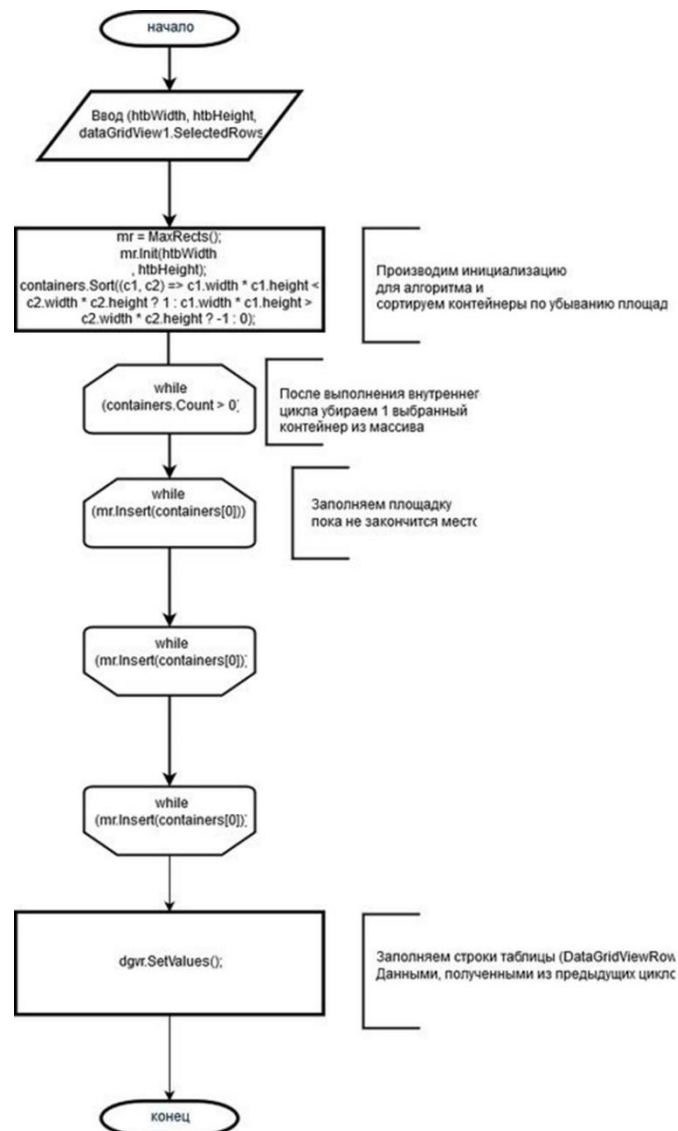 начало
Ввод (htbWidth, htbHeight,
dataGridView1.SelectedRows
mr = MaxRects();
mr.Init(htbWidth
, htbHeight);
containers.Sort((c1, c2) => c1.width * c1.height <
c2.width * c2.height ? 1 : c1.width * c1.height >
c2.width * c2.height ? -1 : 0);
Производим инициализацию
для алгоритма и
сортируем контейнеры по убыванию площад
while
(containers.Count > 0)
После выполнения внутреннег
цикла убираем 1 выбранный
контейнер из массива
while
(mr.Insert(containers[0]))
Заполняем площадку
пока не закончится место
while
(mr.Insert(containers[0]))
while
(mr.Insert(containers[0]))
dgvr.SetValues();
Заполняем строки таблицы (DataGridViewRow
Данными, полученными из предыдущих цикло
конец